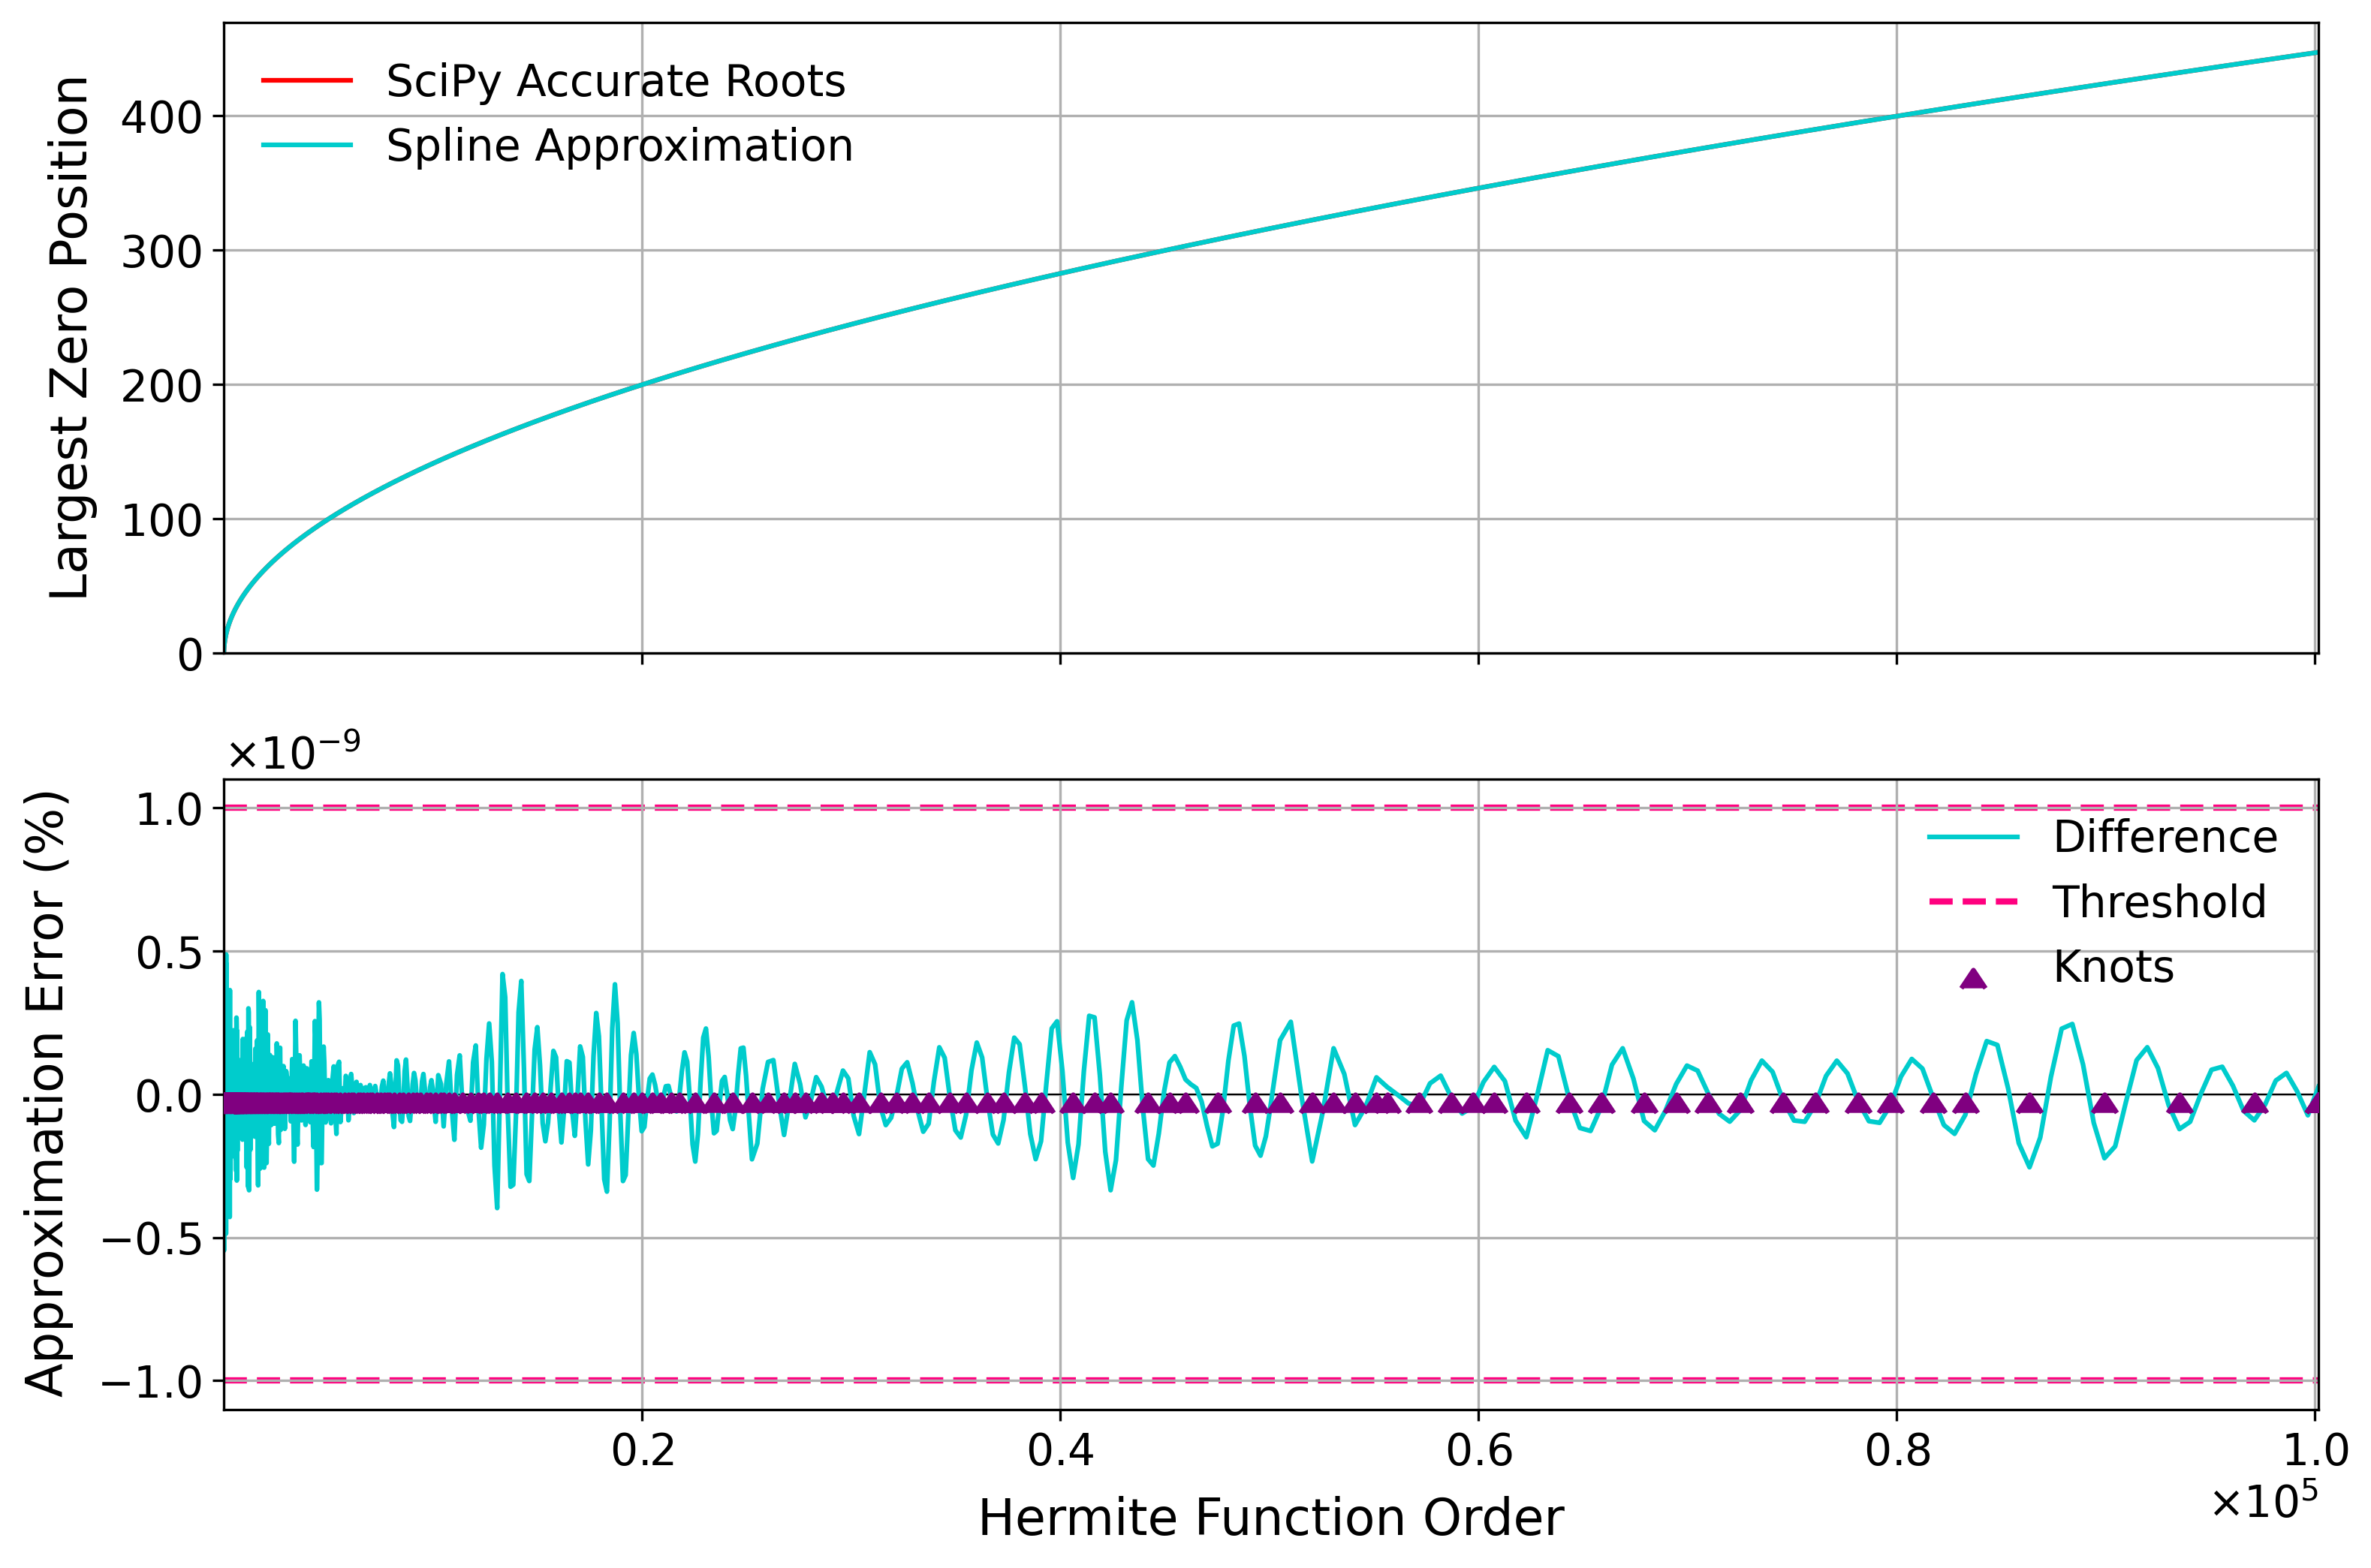 SciPy Accurate Roots
Spline Approximation
Largest Zero Position
400
300
200
100
0
×10⁻⁹
Approximation Error (%)
1.0
0.5
0.0
−0.5
−1.0
Difference
Threshold
Knots
0.2 0.4 0.6 0.8 1.0
×10⁵
Hermite Function Order